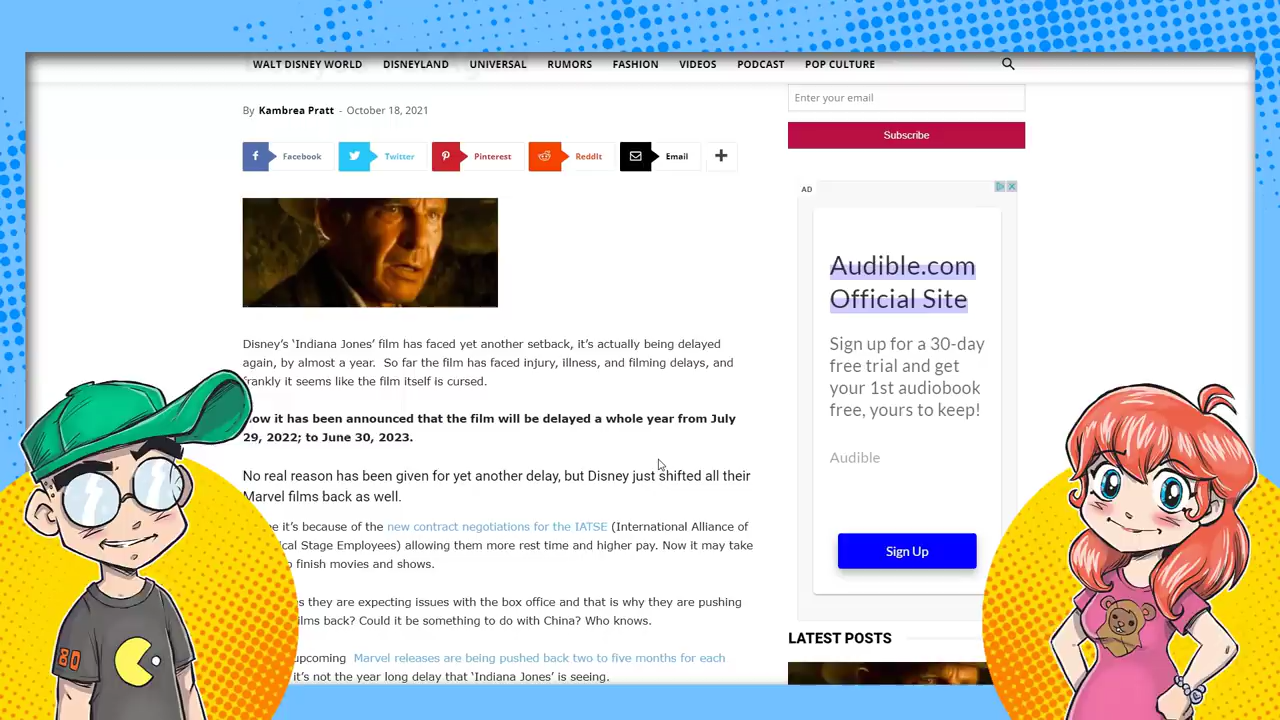 WALT DISNEY WORLD DISNEYLAND UNIVERSAL RUMORS FASHION VIDEOS PODCAST POP CULTURE
By Kambrea Pratt - October 18, 2021
Facebook Twitter Pinterest ReddIt Email
Disney's 'Indiana Jones' film has faced yet another setback, it's actually being delayed
again, by almost a year. So far the film has faced injury, illness, and filming delays, and
frankly it seems like the film itself is cursed.
it has been announced that the film will be delayed a whole year from July
29, 2022; to June 30, 2023.
No real reason has been given for yet another delay, but Disney just shifted all their
Marvel films back as well.
it's because of the new contract negotiations for the IATSE (International Alliance of
Stage Employees) allowing them more rest time and higher pay. Now it may take
to finish movies and shows.
they are expecting issues with the box office and that is why they are pushing
films back? Could it be something to do with China? Who knows.
upcoming Marvel releases are being pushed back two to five months for each
it's not the year long delay that 'Indiana Jones' is seeing.
Enter your email
Subscribe
AD
Audible.com
Official Site
Sign up for a 30-day
free trial and get
your 1st audiobook
free, yours to keep!
Audible
Sign Up
LATEST POSTS
80